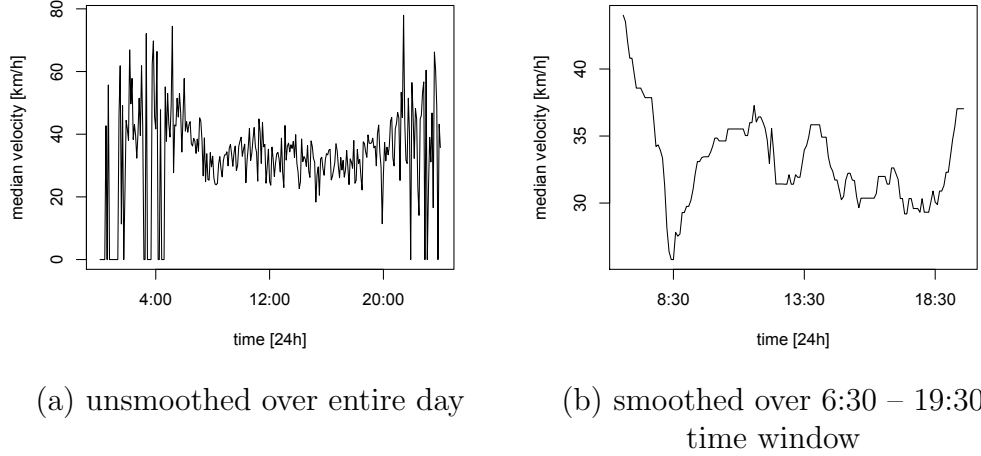 80
60
40
20
0
median velocity [km/h]
4:00 12:00 20:00
time [24h]
(a) unsmoothed over entire day
40
35
30
median velocity [km/h]
8:30 13:30 18:30
time [24h]
(b) smoothed over 6:30 – 19:30
time window